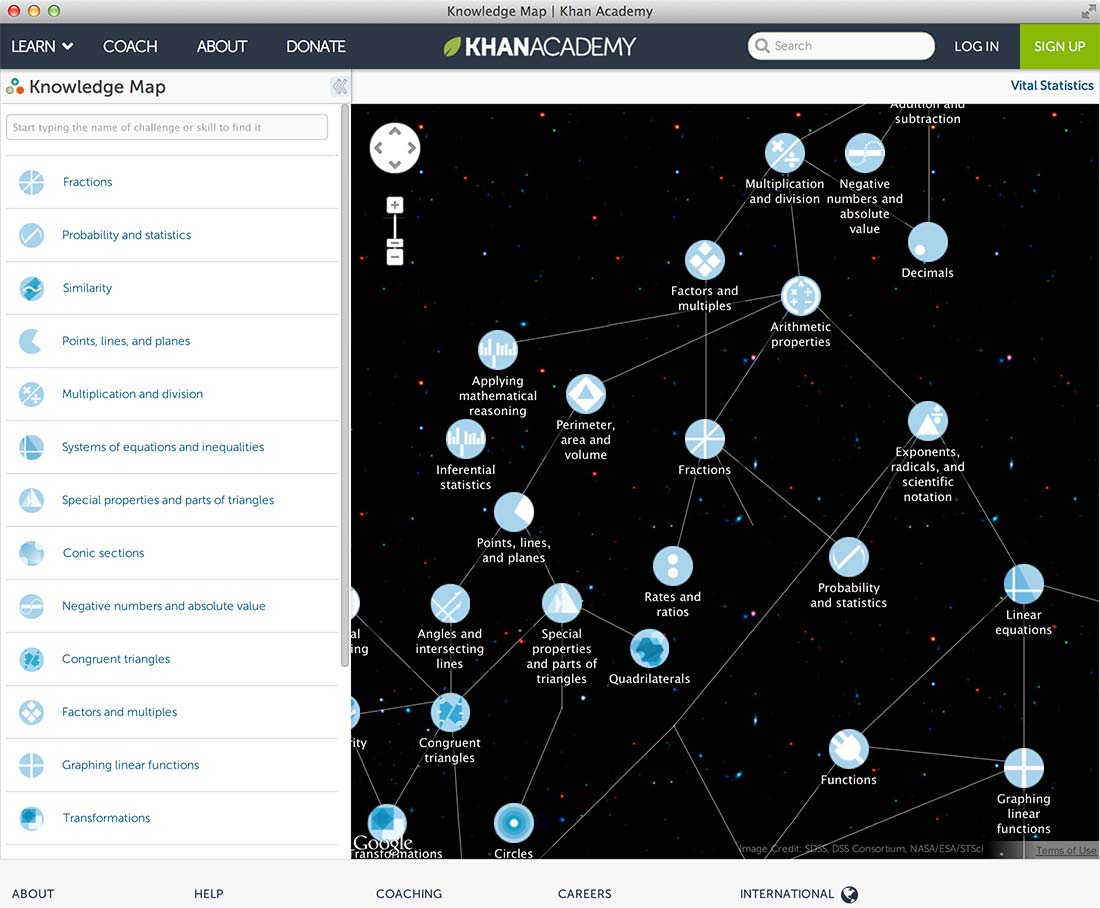 Knowledge Map | Khan Academy
LEARN
COACH
ABOUT
DONATE
KHANACADEMY
Search
LOG IN
SIGN UP
Knowledge Map
Vital Statistics
Start typing the name of challenge or skill to find it
Fractions
Probability and statistics
Similarity
Points, lines, and planes
Multiplication and division
Systems of equations and inequalities
Special properties and parts of triangles
Conic sections
Negative numbers and absolute value
Congruent triangles
Factors and multiples
Graphing linear functions
Transformations
Addition and
subtraction
Multiplication
and division
Negative
numbers and
absolute
value
Decimals
Factors and
multiples
Arithmetic
properties
Applying
mathematical
reasoning
Perimeter,
area and
volume
Inferential
statistics
Fractions
Exponents,
radicals, and
scientific
notation
Points, lines,
and planes
Rates and
ratios
Probability
and statistics
Linear
equations
al
ing
Angles and
intersecting
lines
Special
properties
and parts of
triangles
Quadrilaterals
rity
Congruent
triangles
Functions
Graphing
linear
functions
Google
Transformations
Circles
Image Credit: SDSS, DSS Consortium, NASA/ESA/STScI
Terms of Use
ABOUT
HELP
COACHING
CAREERS
INTERNATIONAL